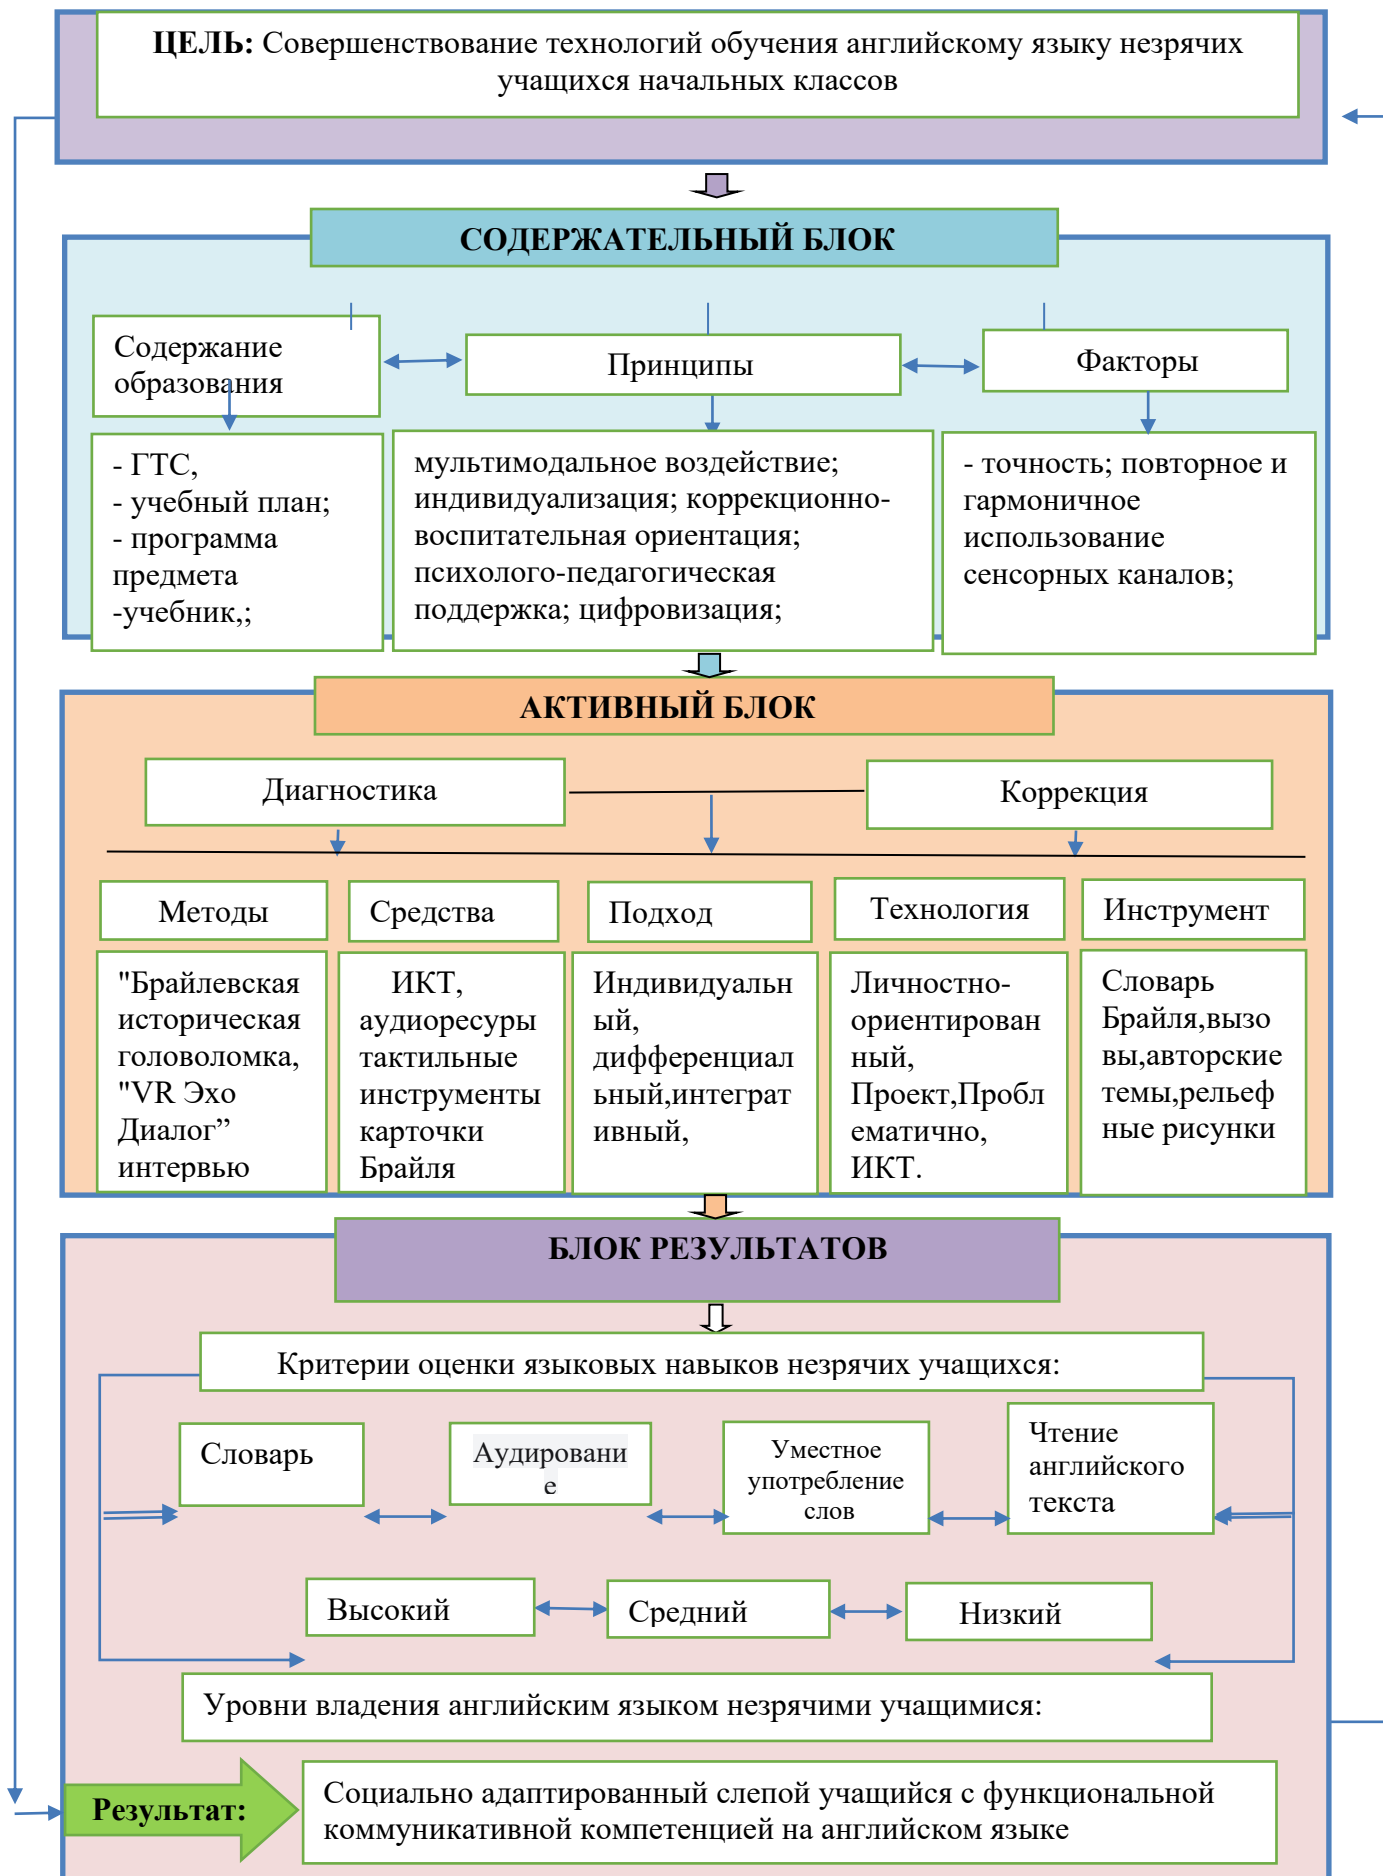 ЦЕЛЬ: Совершенствование технологий обучения английскому языку незрячих
учащихся начальных классов
СОДЕРЖАТЕЛЬНЫЙ БЛОК
Содержание
образования
Принципы
Факторы
- ГТС,
- учебный план;
- программа
предмета
-учебник,;
мультимодальное воздействие;
индивидуализация; коррекционно-
воспитательная ориентация;
психолого-педагогическая
поддержка; цифровизация;
- точность; повторное и
гармоничное
использование
сенсорных каналов;
АКТИВНЫЙ БЛОК
Диагностика
Коррекция
Методы
Средства
Подход
Технология
Инструмент
"Брайлевская
историческая
головоломка,
"VR Эхо
Диалог”
интервью
ИКТ,
аудиоресуры
тактильные
инструменты
карточки
Брайля
Индивидуальн
ый,
дифференциал
ьный,интеграт
ивный,
Личностно-
ориентирован
ный,
Проект,Пробл
ематично,
ИКТ.
Словарь
Брайля,вызо
вы,авторские
темы,рельеф
ные рисунки
БЛОК РЕЗУЛЬТАТОВ
Критерии оценки языковых навыков незрячих учащихся:
Словарь
Аудировани
е
Уместное
употребление
слов
Чтение
английского
текста
Высокий
Средний
Низкий
Уровни владения английским языком незрячими учащимися:
Результат:
Социально адаптированный слепой учащийся с функциональной
коммуникативной компетенцией на английском языке